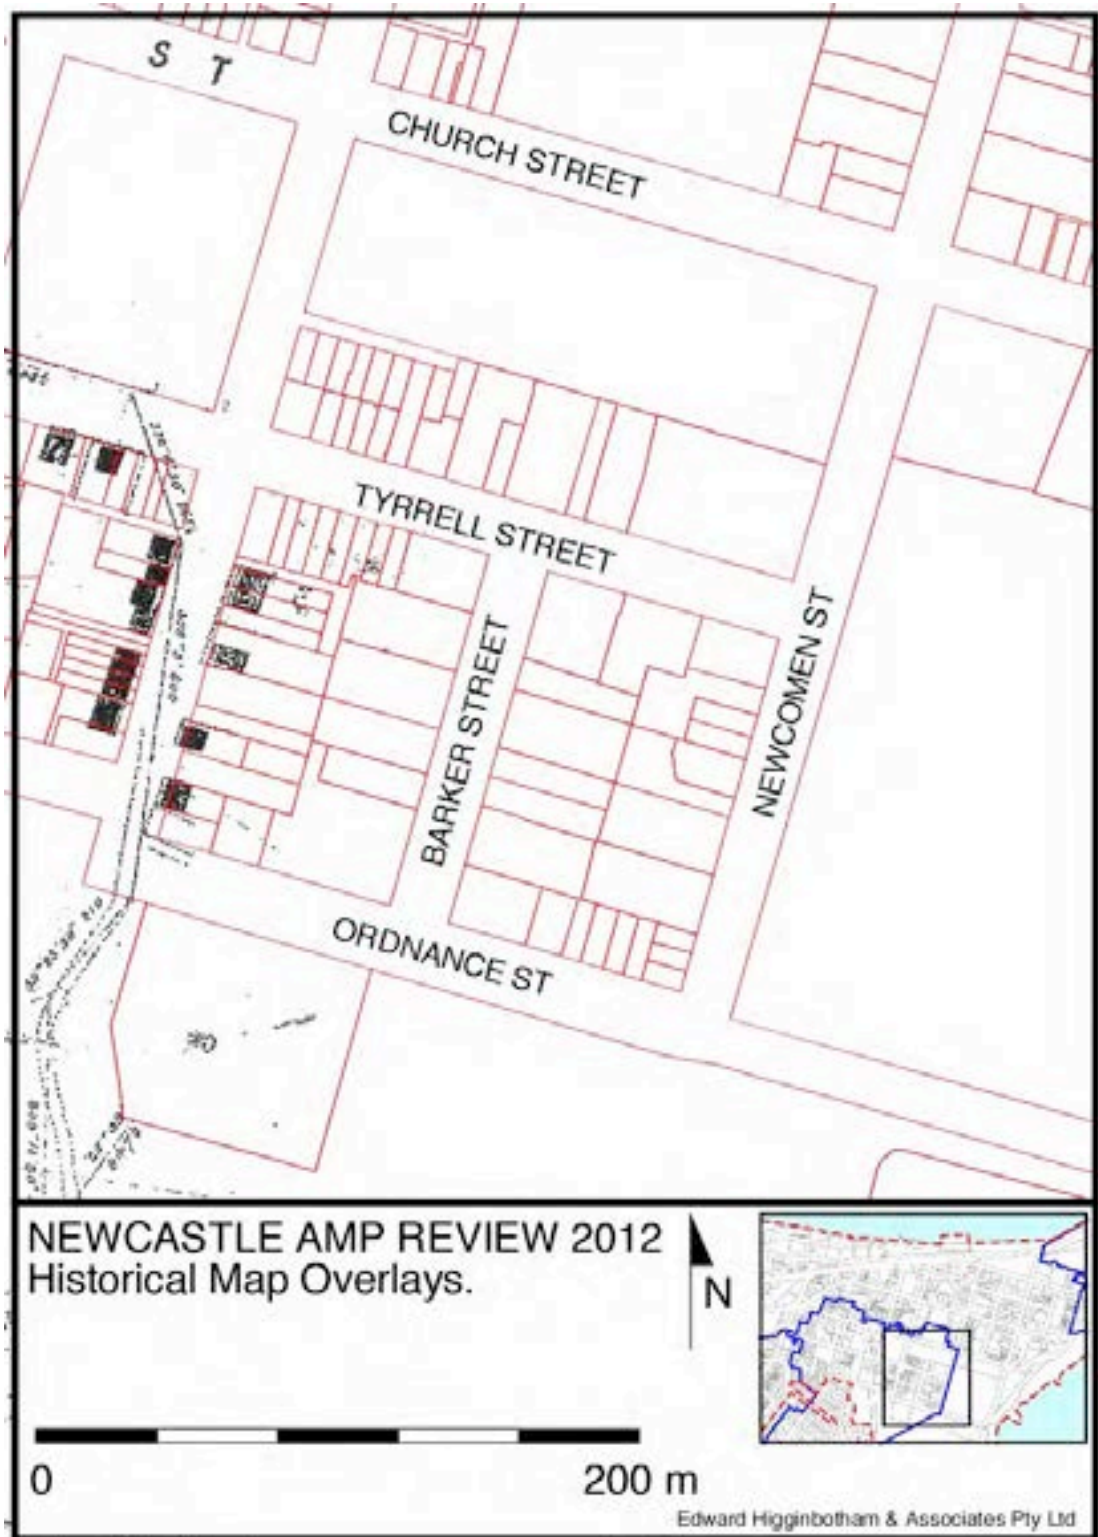 S T
CHURCH STREET
TYRRELL STREET
BARKER STREET
NEWCOMEN ST
ORDNANCE ST
NEWCASTLE AMP REVIEW 2012
Historical Map Overlays.
N
0
200 m
Edward Higginbotham & Associates Pty Ltd